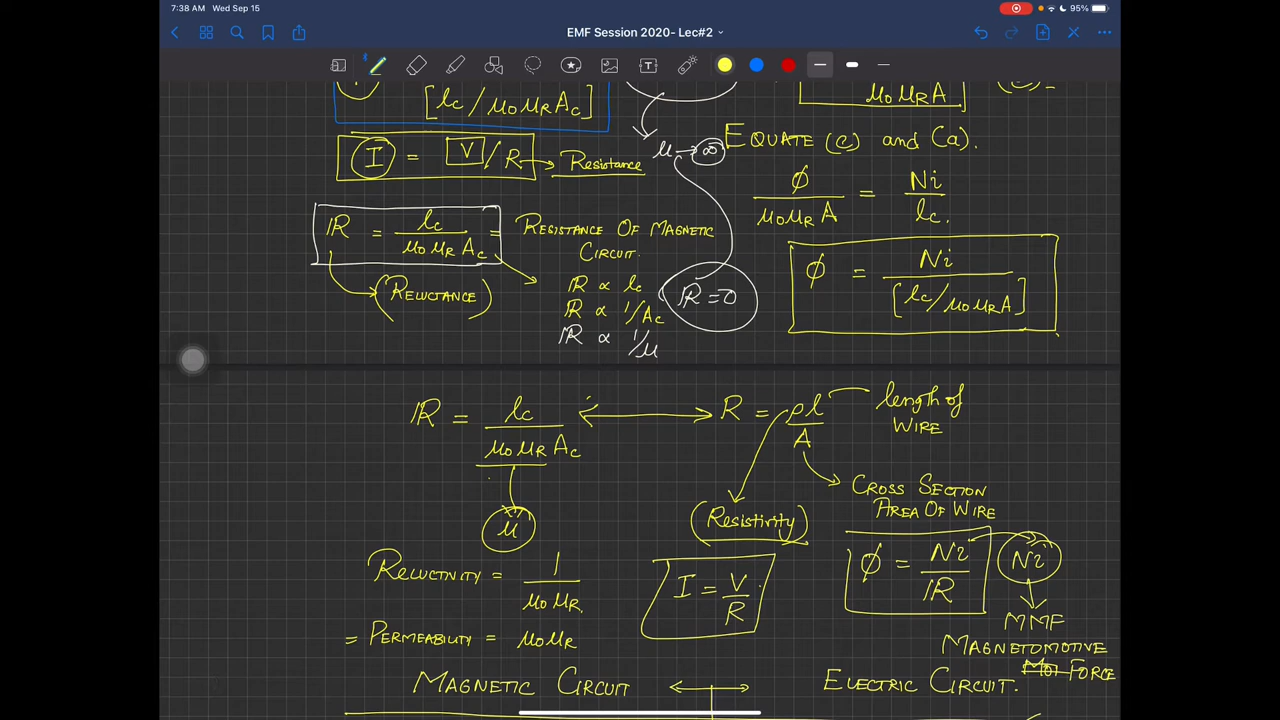 7:38 AM Wed Sep 15
95%
EMF Session 2020- Lec#2
[lc/μ0μRAc]
μ0μRA
(c)
I = V/R → Resistance
μ → ∞
EQUATE (c) and (a).
φ/μ0μRA = Ni/lc.
ℝ = lc/μ0μRAc = RESISTANCE OF MAGNETIC
CIRCUIT.
(RELUCTANCE)
ℝ ∝ lc
ℝ ∝ 1/Ac
ℝ ∝ 1/μ
ℝ = 0
φ = Ni/[lc/μ0μRA]
ℝ = lc/μ0μRAc ↔ R = ρl/A
length of
WIRE
μ
(Resistivity)
CROSS SECTION
AREA OF WIRE
RELUCTIVITY = 1/μ0μR.
I = V/R
φ = Ni/ℝ
Ni
MMF
MAGNETOMOTIVE
FORCE
= PERMEABILITY = μ0μR
MAGNETIC CIRCUIT ↔ ELECTRIC CIRCUIT.